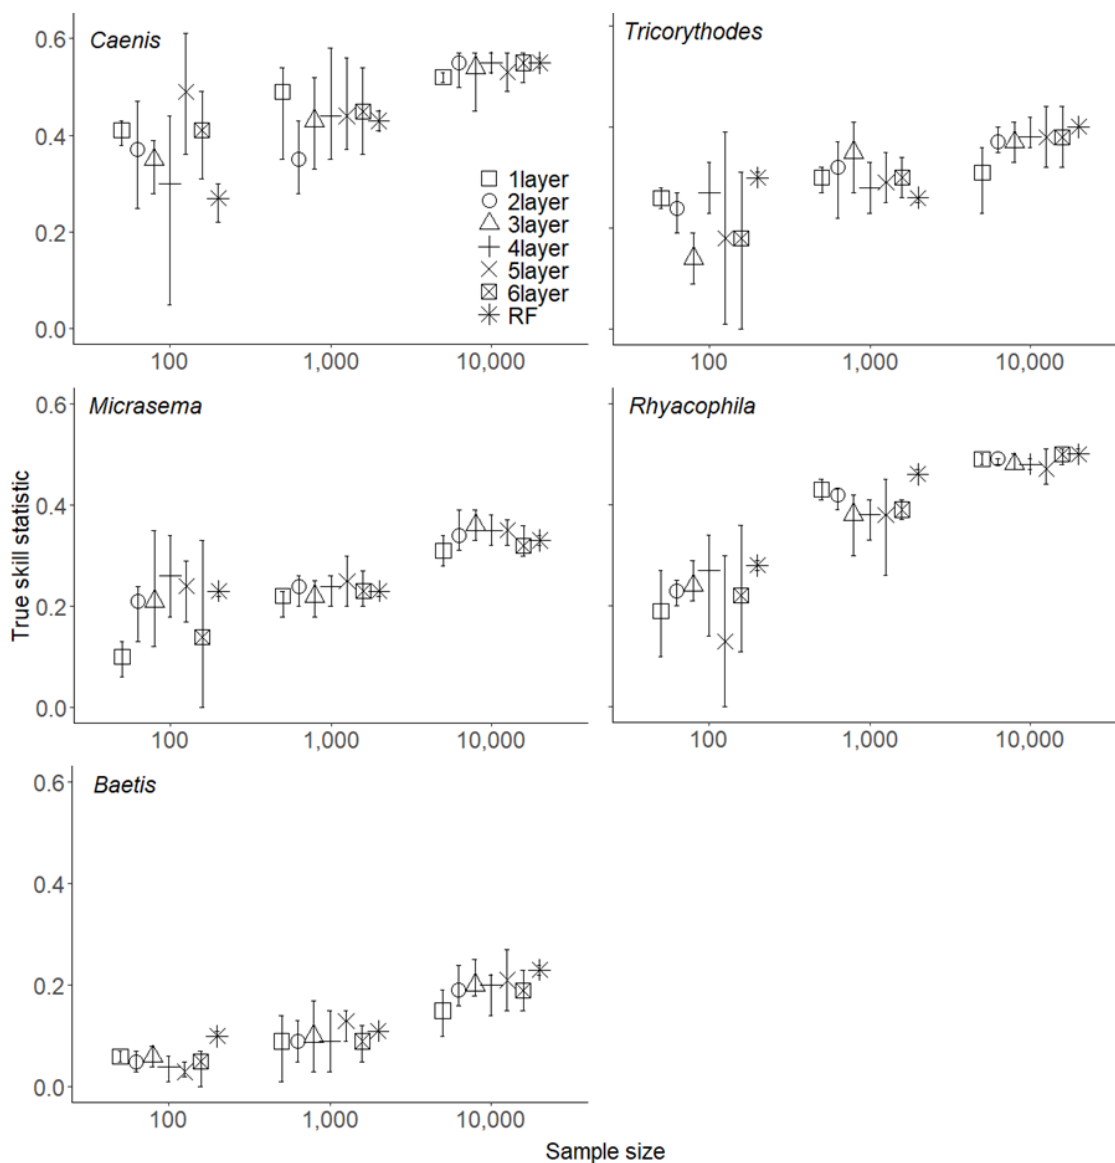 Caenis
Tricorythodes
0.6
0.4
0.2
0.0
1layer
2layer
3layer
4layer
5layer
6layer
RF
100 1,000 10,000
100 1,000 10,000
Micrasema
Rhyacophila
0.6
0.4
0.2
0.0
True skill statistic
100 1,000 10,000
100 1,000 10,000
Baetis
0.6
0.4
0.2
0.0
100 1,000 10,000
Sample size